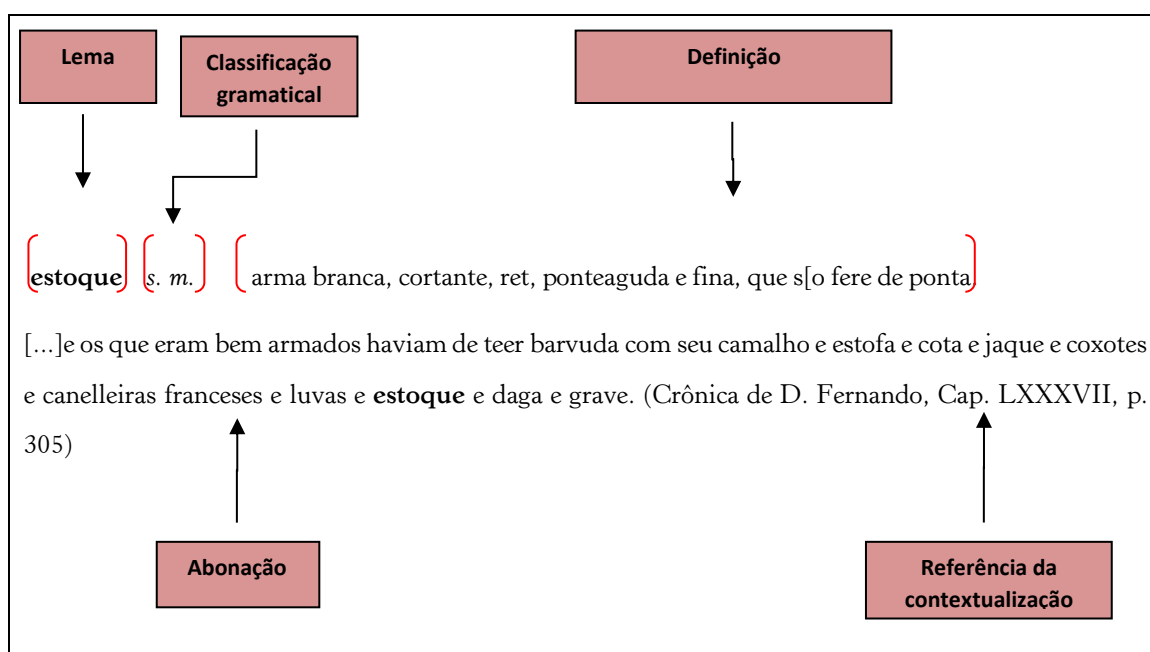 Lema
Classificação
gramatical
Definição
estoque s. m. arma branca, cortante, ret, ponteaguda e fina, que s[o fere de ponta.
[...]e os que eram bem armados haviam de teer barvuda com seu camalho e estofa e cota e jaque e coxotes
e canelleiras franceses e luvas e estoque e daga e grave. (Crônica de D. Fernando, Cap. LXXXVII, p.
305)
Abonação
Referência da
contextualização